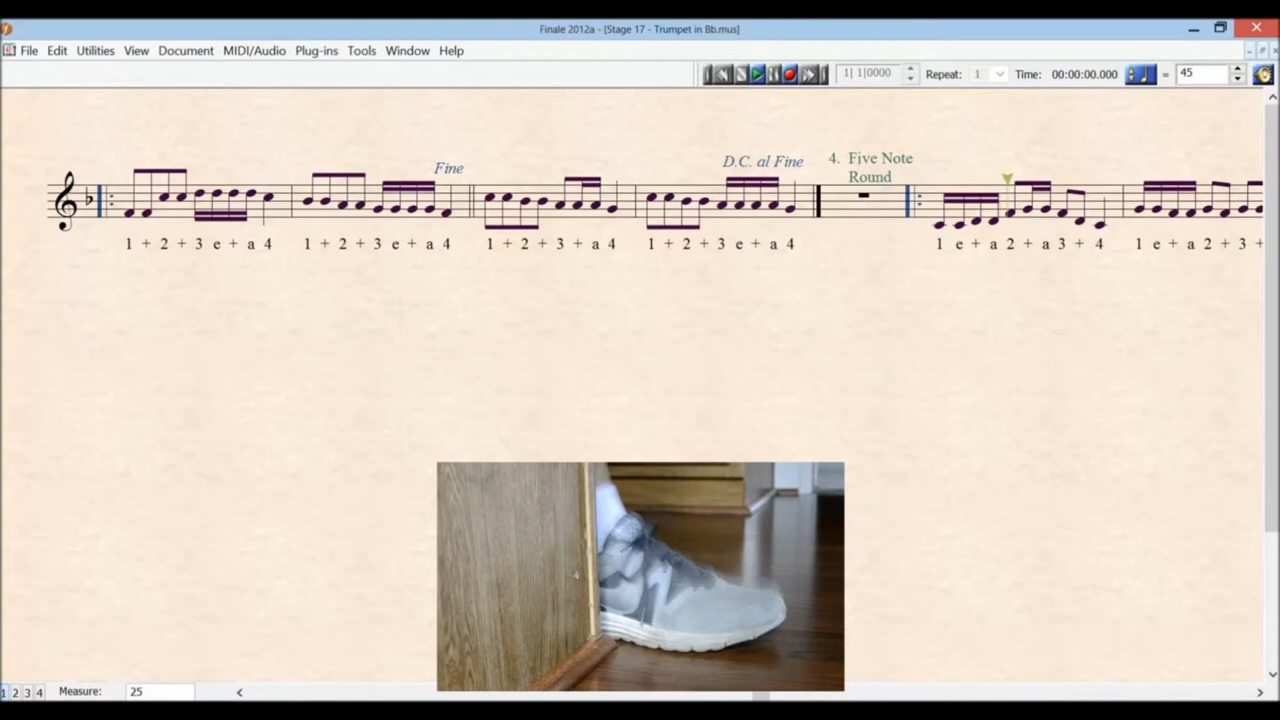 Finale 2012a - [Stage 17 - Trumpet in Bb.mus]
File Edit Utilities View Document MIDI/Audio Plug-ins Tools Window Help
1| 1|0000 Repeat: 1 Time: 00:00:00.000 = 45
Fine
D.C. al Fine
4. Five Note
Round
1 + 2 + 3 e + a 4 1 + 2 + 3 e + a 4 1 + 2 + 3 + a 4 1 + 2 + 3 e + a 4 1 e + a 2 + a 3 + 4 1 e + a 2 + 3 +
1 2 3 4 Measure: 25